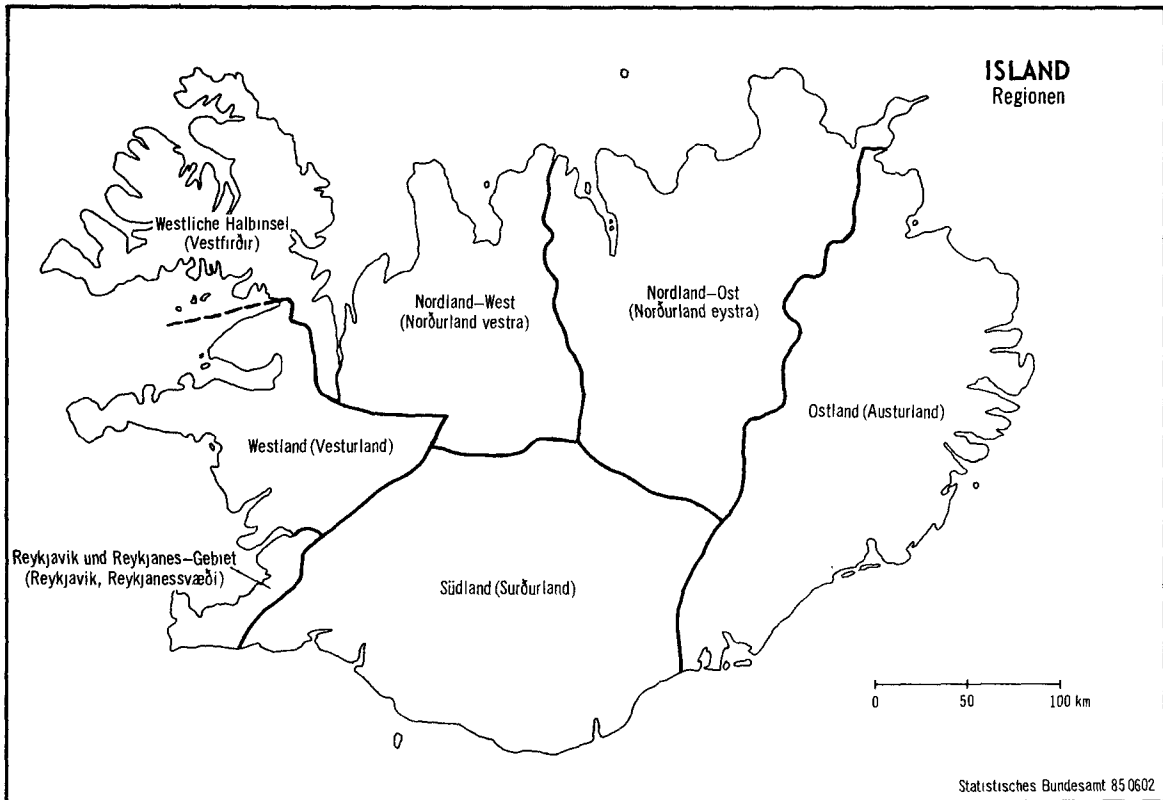 ISLAND
Regionen
Westliche Halbinsel
(Vestfirðir)
Nordland–West
(Norðurland vestra)
Nordland–Ost
(Norðurland eystra)
Ostland (Austurland)
Westland (Vesturland)
Reykjavik und Reykjanes–Gebiet
(Reykjavik, Reykjanessvæði)
Südland (Surðurland)
0 50 100 km
Statistisches Bundesamt 85 0602